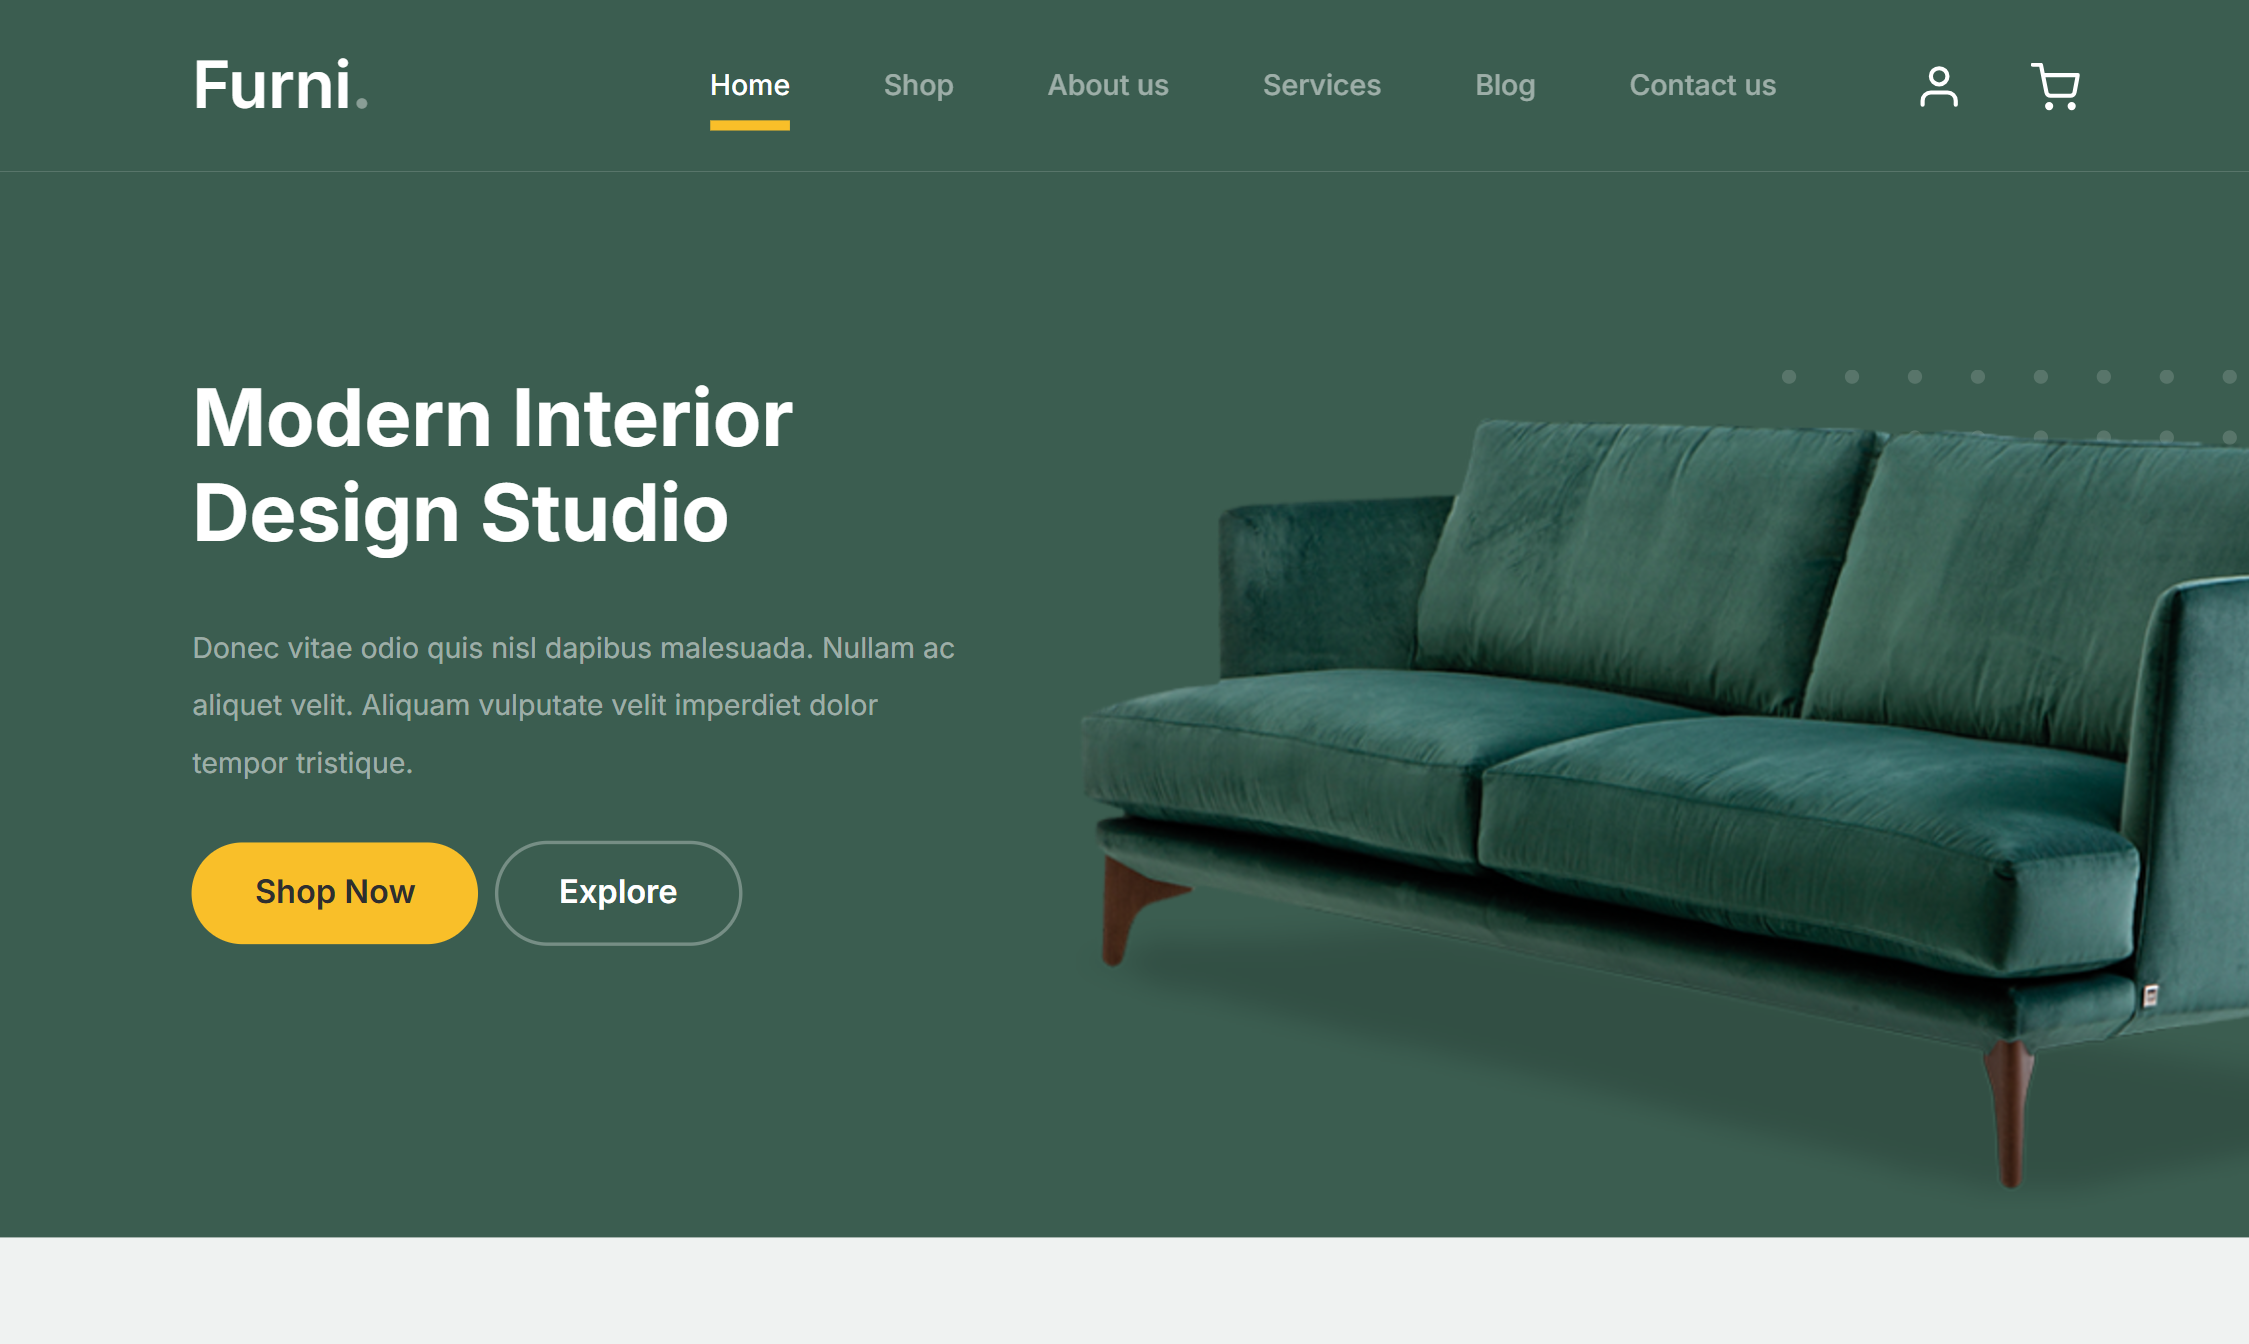 Furni.
Home Shop About us Services Blog Contact us
Modern Interior
Design Studio
Donec vitae odio quis nisl dapibus malesuada. Nullam ac
aliquet velit. Aliquam vulputate velit imperdiet dolor
tempor tristique.
Shop Now Explore